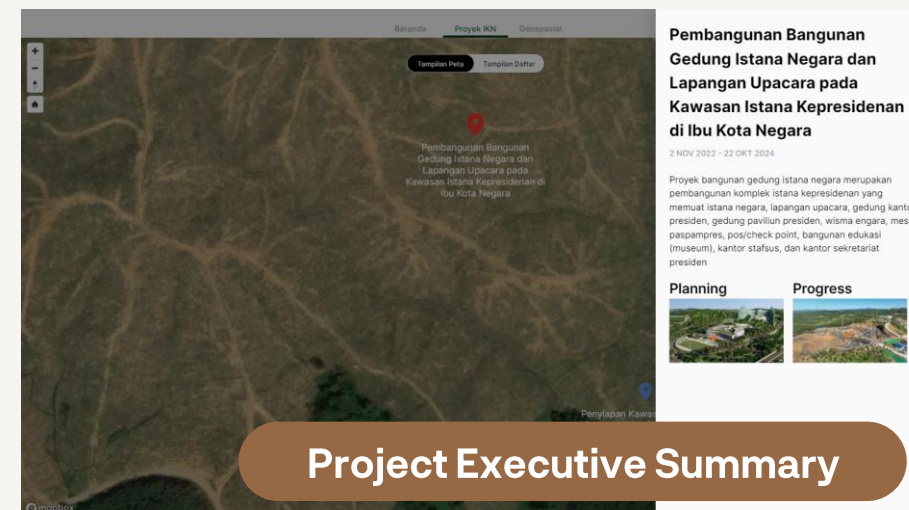 Beranda Proyek IKN Geospasial
Tampilan Peta Tampilan Daftar
Pembangunan Bangunan
Gedung Istana Negara dan
Lapangan Upacara pada
Kawasan Istana Kepresidenan di
Ibu Kota Negara
Penyiapan Kawas
mapbox
Pembangunan Bangunan
Gedung Istana Negara dan
Lapangan Upacara pada
Kawasan Istana Kepresidenan
di Ibu Kota Negara
2 NOV 2022 - 22 OKT 2024
Proyek bangunan gedung istana negara merupakan
pembangunan komplek istana kepresidenan yang
memuat istana negara, lapangan upacara, gedung kanto
presiden, gedung paviliun presiden, wisma engara, mes
paspampres, pos/check point, bangunan edukasi
(museum), kantor stafsus, dan kantor sekretariat
presiden
Planning Progress
Project Executive Summary